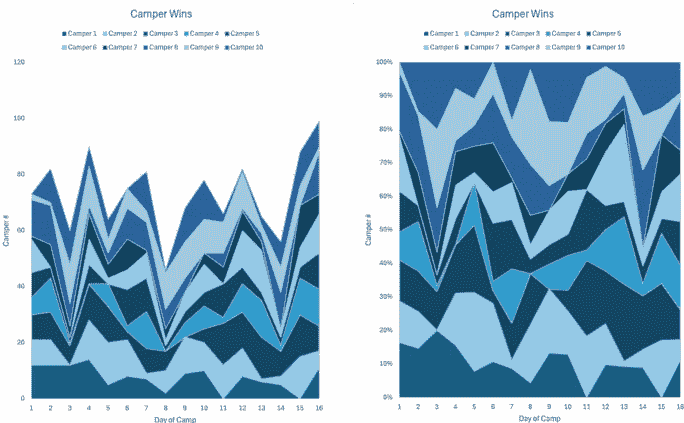 Camper Wins
Camper 1 Camper 2 Camper 3 Camper 4 Camper 5
Camper 6 Camper 7 Camper 8 Camper 9 Camper 10
120
100
80
60
40
20
0
Camper #
1 2 3 4 5 6 7 8 9 10 11 12 13 14 15 16
Day of Camp
Camper Wins
Camper 1 Camper 2 Camper 3 Camper 4 Camper 5
Camper 6 Camper 7 Camper 8 Camper 9 Camper 10
100%
90%
80%
70%
60%
50%
40%
30%
20%
10%
0%
Camper #
1 2 3 4 5 6 7 8 9 10 11 12 13 14 15 16
Day of Camp